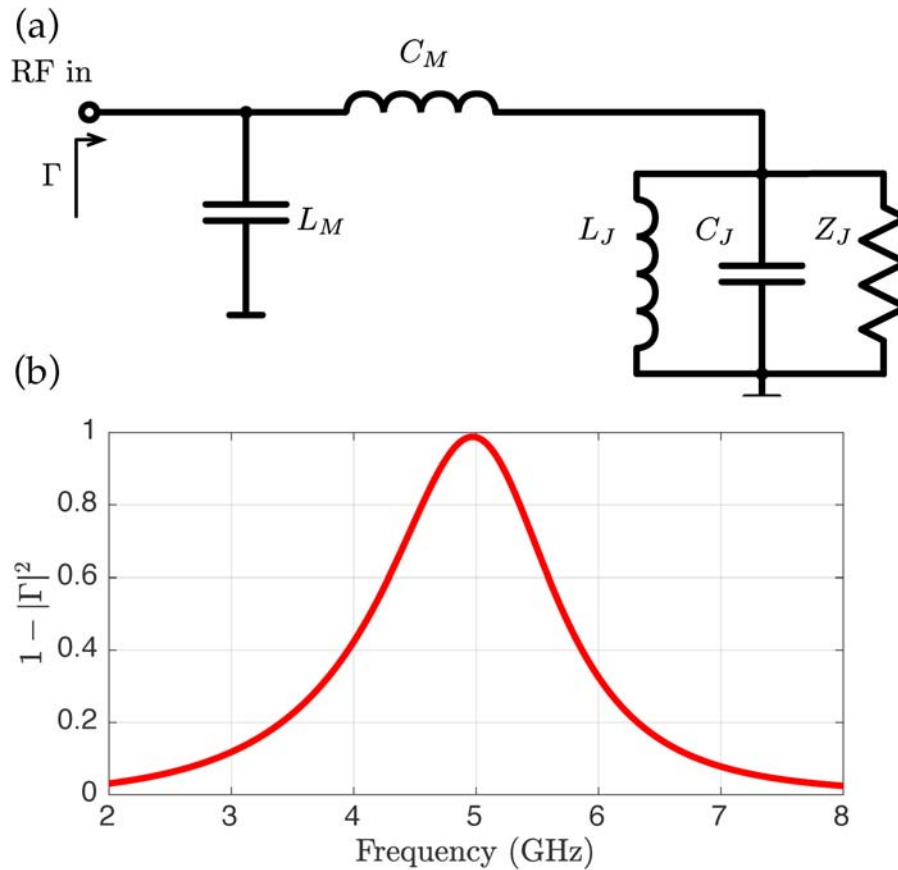 (a)
RF in
C_M
Γ
L_M
L_J
C_J
Z_J
(b)
1 − |Γ|²
1
0.8
0.6
0.4
0.2
0
2 3 4 5 6 7 8
Frequency (GHz)